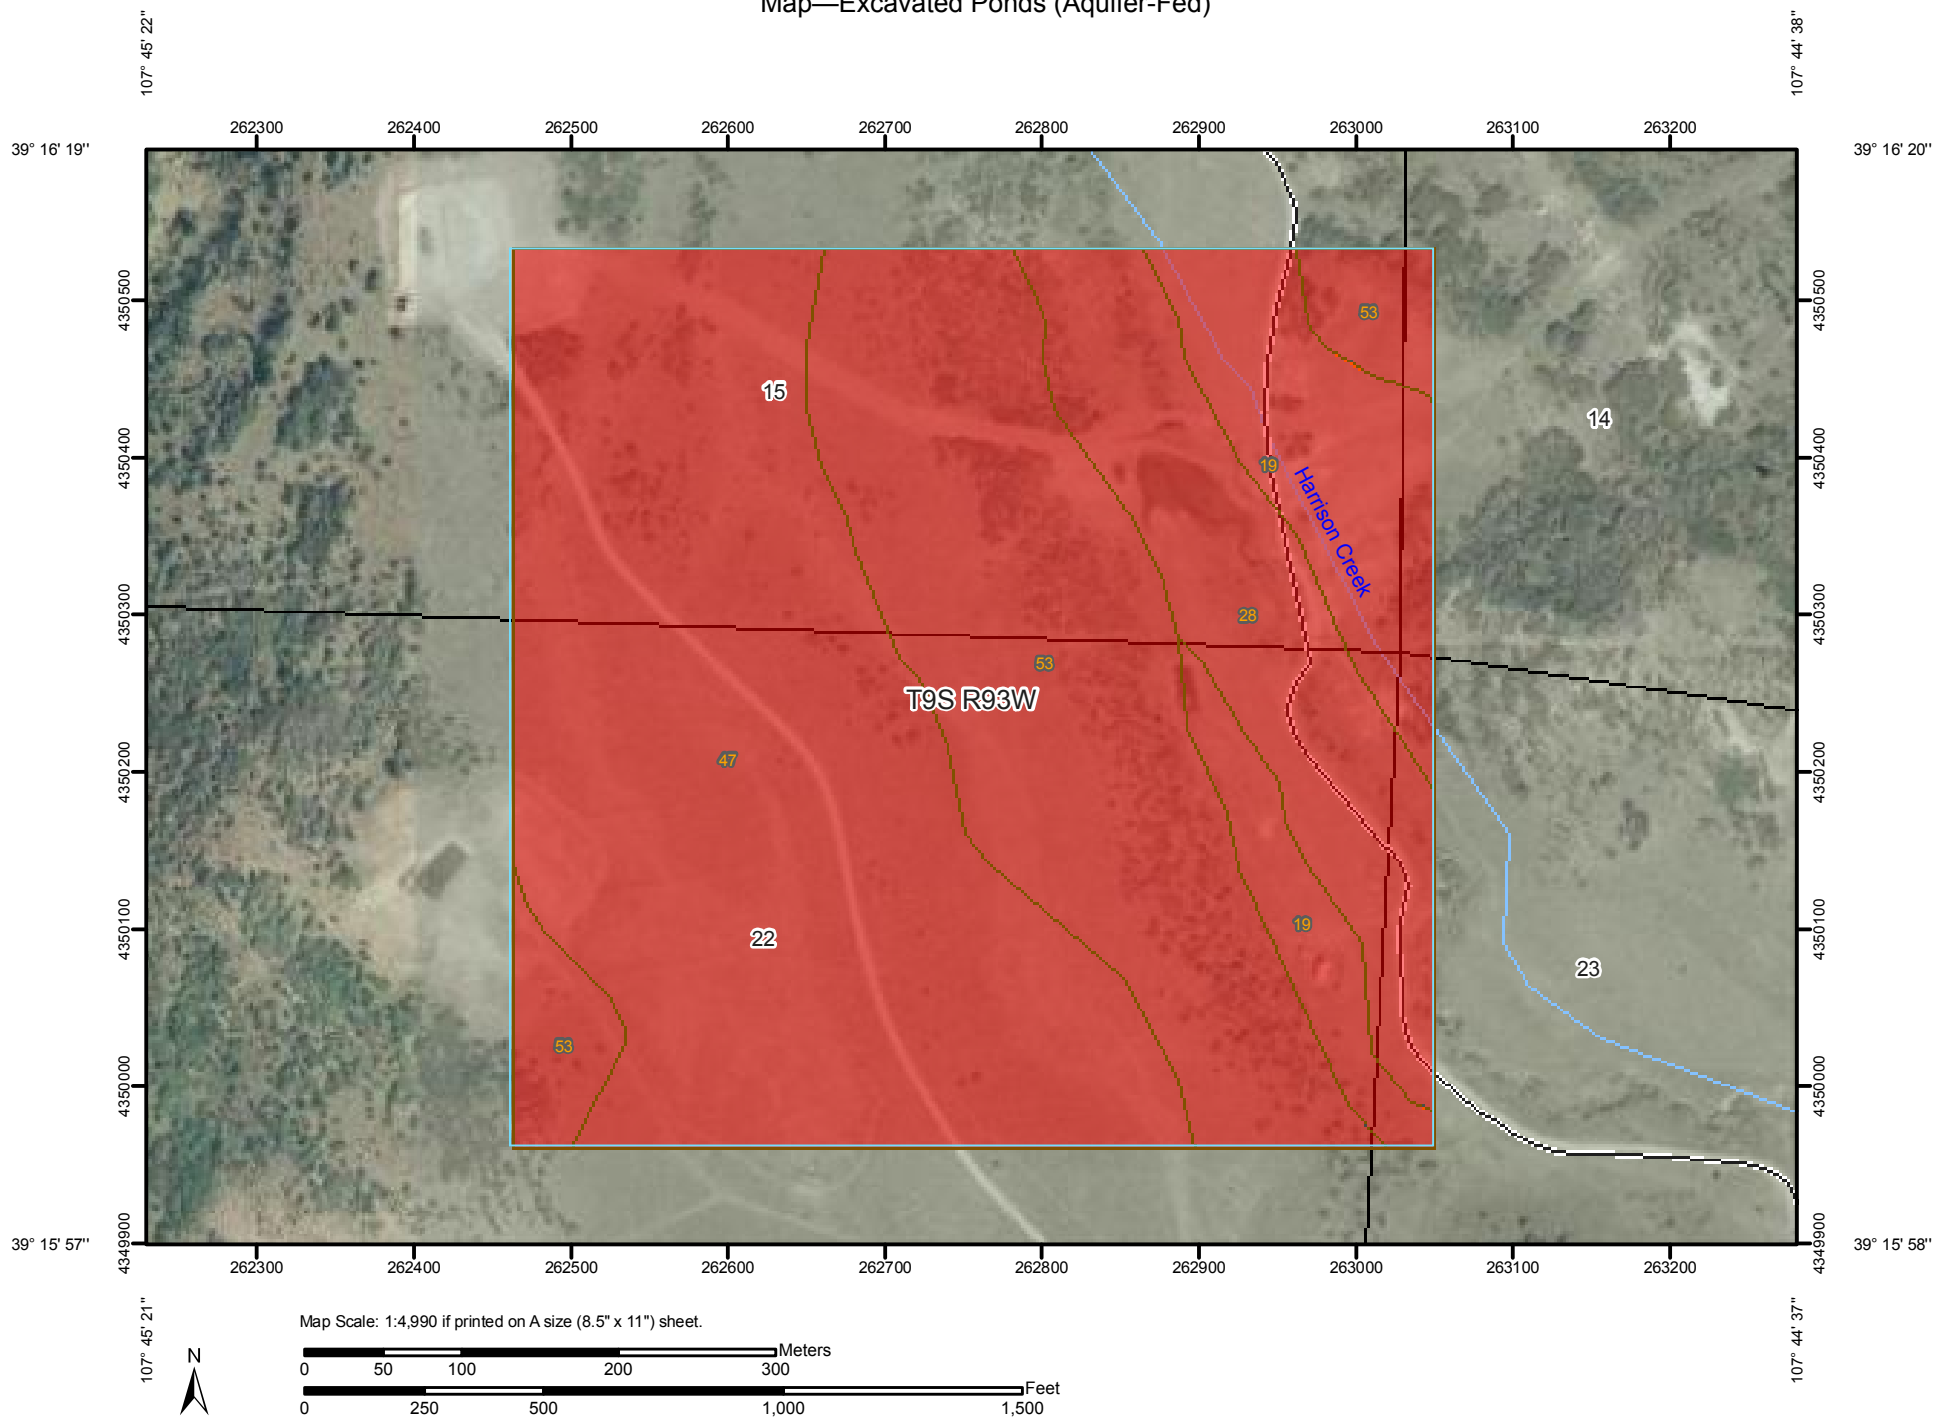 Map—Excavated Ponds (Aquifer-Fed)
107° 45' 22"
107° 44' 38"
262300 262400 262500 262600 262700 262800 262900 263000 263100 263200
39° 16' 19"
39° 16' 20"
4350500
4350500
53
15
14
4350400
4350400
19
Harrison Creek
4350300
4350300
28
53
T9S R93W
47
4350200
4350200
19
22
4350100
4350100
23
53
4350000
4350000
4349900
4349900
39° 15' 57"
39° 15' 58"
262300 262400 262500 262600 262700 262800 262900 263000 263100 263200
107° 45' 21"
107° 44' 37"
Map Scale: 1:4,990 if printed on A size (8.5" x 11") sheet.
N
Meters
0 50 100 200 300
Feet
0 250 500 1,000 1,500